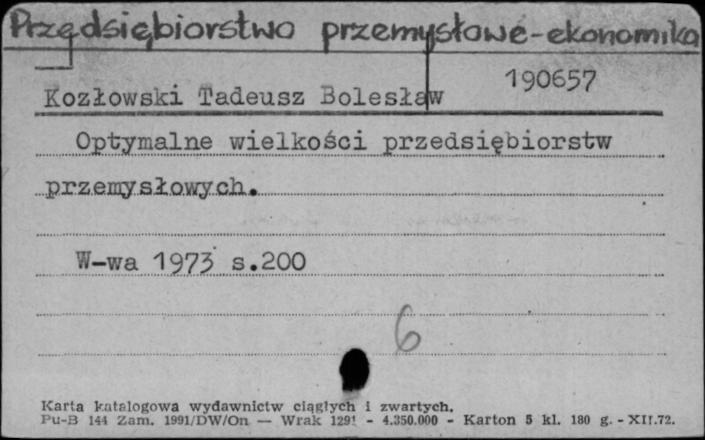 Przędsiębiorstwo przemysłowe-ekonomika
190657
Kozłowski Tadeusz Bolesław
Optymalne wielkości przedsiębiorstw
przemysłowych.
W-wa 1973 s.200
6
Karta katalogowa wydawnictw ciągłych i zwartych.
Pu-B 144 Zam. 1991/DW/On — Wrak 1291 - 4.350.000 - Karton 5 kl. 180 g. - XII.72.